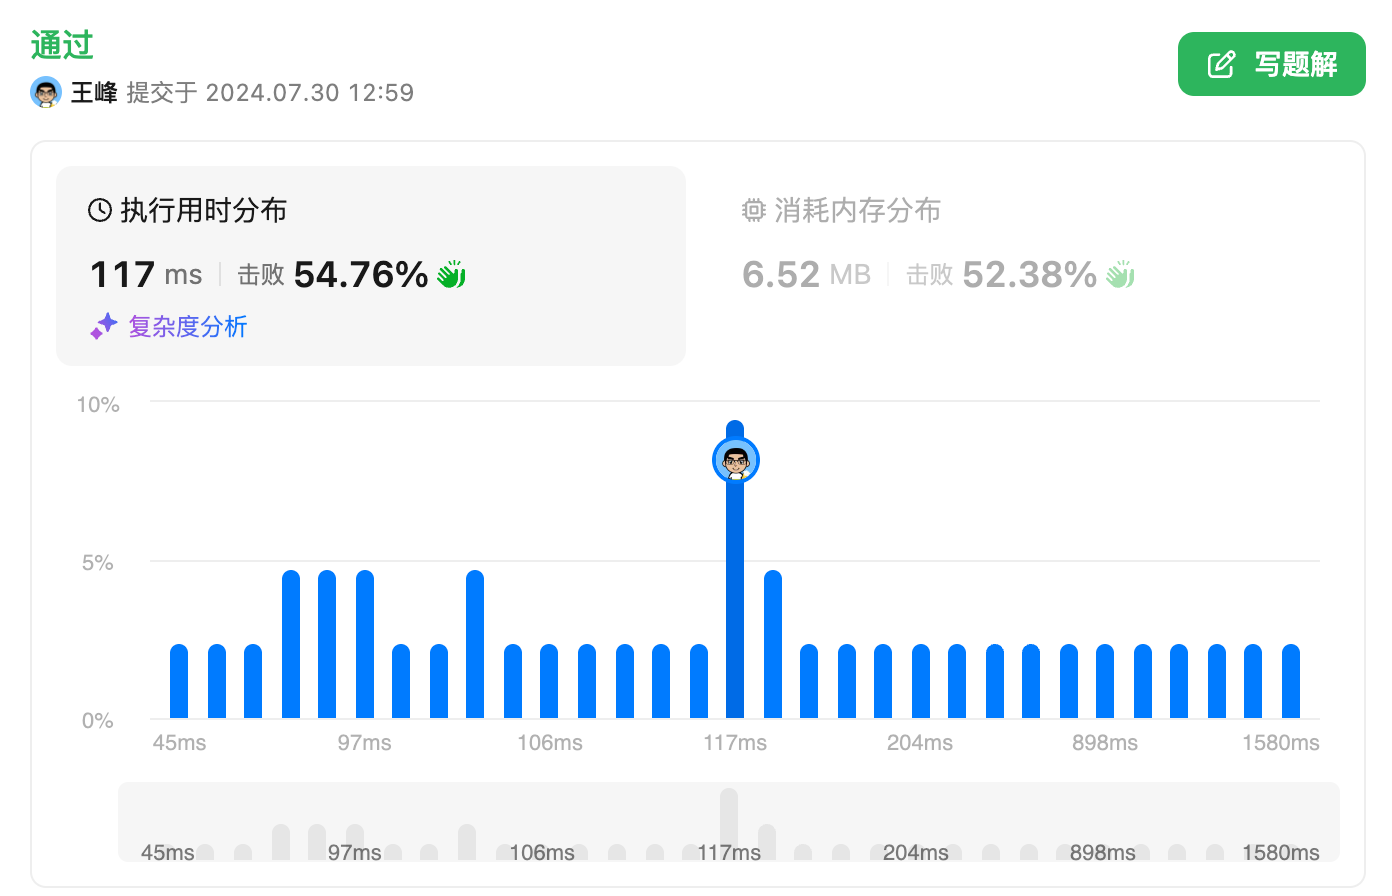 通过
写题解
王峰 提交于 2024.07.30 12:59
执行用时分布
117 ms 击败 54.76%
复杂度分析
消耗内存分布
6.52 MB 击败 52.38%
10%
5%
0%
45ms 97ms 106ms 117ms 204ms 898ms 1580ms
45ms 97ms 106ms 117ms 204ms 898ms 1580ms